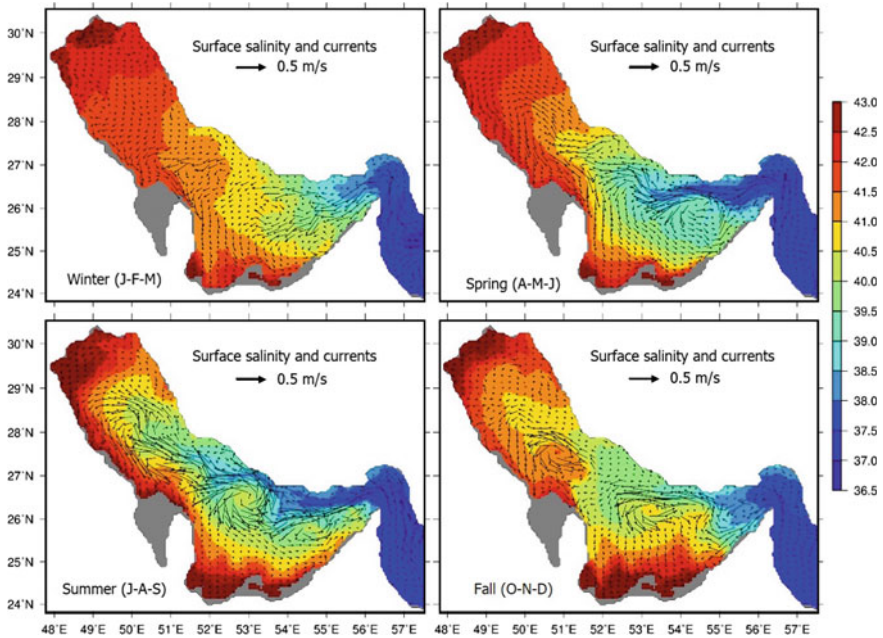 Surface salinity and currents
0.5 m/s
30°N
29°N
28°N
27°N
26°N
25°N
24°N
Winter (J-F-M)
Surface salinity and currents
0.5 m/s
Spring (A-M-J)
Surface salinity and currents
0.5 m/s
30°N
29°N
28°N
27°N
26°N
25°N
24°N
Summer (J-A-S)
48°E 49°E 50°E 51°E 52°E 53°E 54°E 55°E 56°E 57°E
Surface salinity and currents
0.5 m/s
Fall (O-N-D)
48°E 49°E 50°E 51°E 52°E 53°E 54°E 55°E 56°E 57°E
43.0
42.5
42.0
41.5
41.0
40.5
40.0
39.5
39.0
38.5
38.0
37.5
37.0
36.5